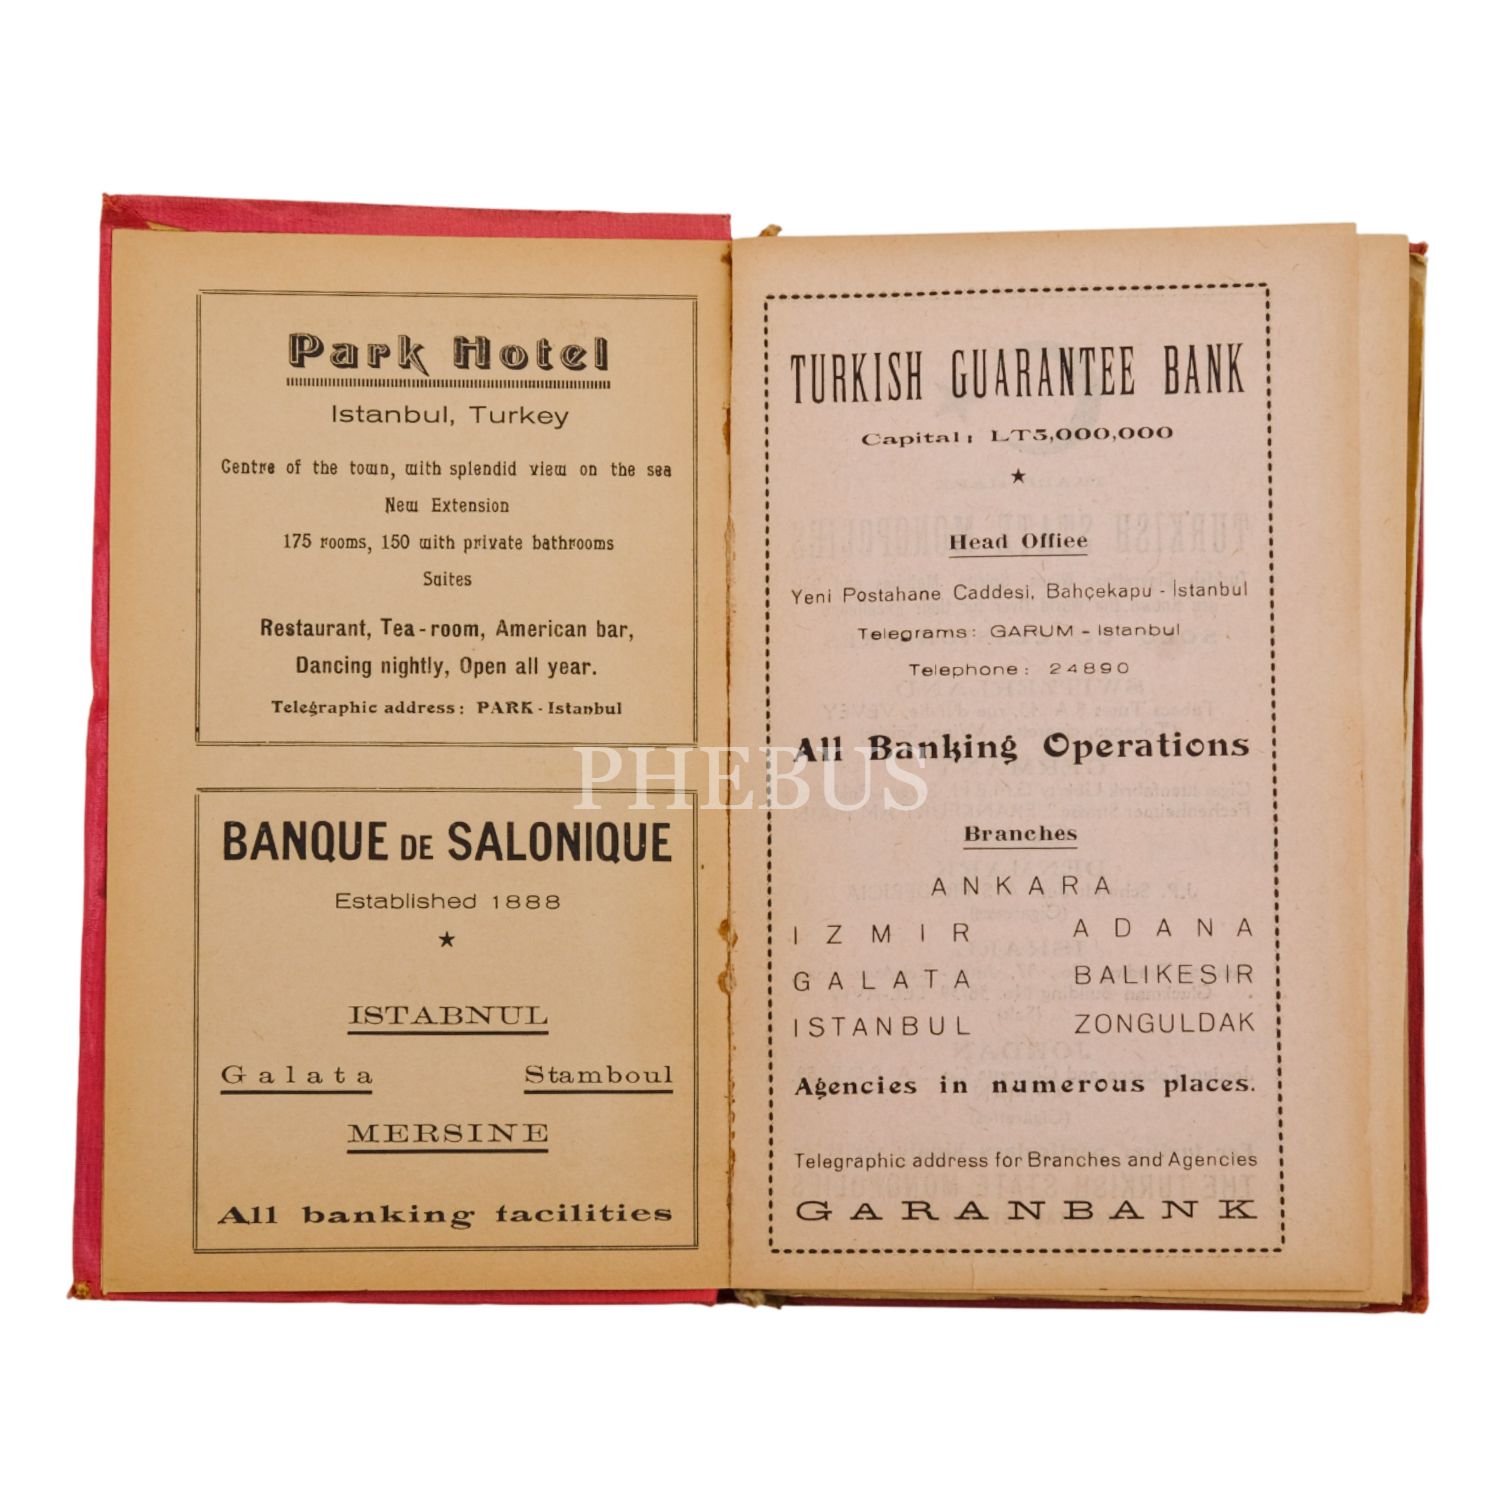 Park Hotel
Istanbul, Turkey
Centre of the town, with splendid view on the sea
New Extension
175 rooms, 150 with private bathrooms
Suites
Restaurant, Tea-room, American bar,
Dancing nightly, Open all year.
Telegraphic address: PARK - Istanbul
BANQUE DE SALONIQUE
Established 1888
★
ISTABNUL
Galata Stamboul
MERSINE
All banking facilities
TURKISH GUARANTEE BANK
Capital: LT5,000,000
★
Head Offiee
Yeni Postahane Caddesi, Bahçekapu - İstanbul
Telegrams: GARUM - Istanbul
Telephone: 24890
All Banking Operations
Branches
ANKARA
IZMIR ADANA
GALATA BALIKESIR
ISTANBUL ZONGULDAK
Agencies in numerous places.
Telegraphic address for Branches and Agencies
GARANBANK
PHEBUS